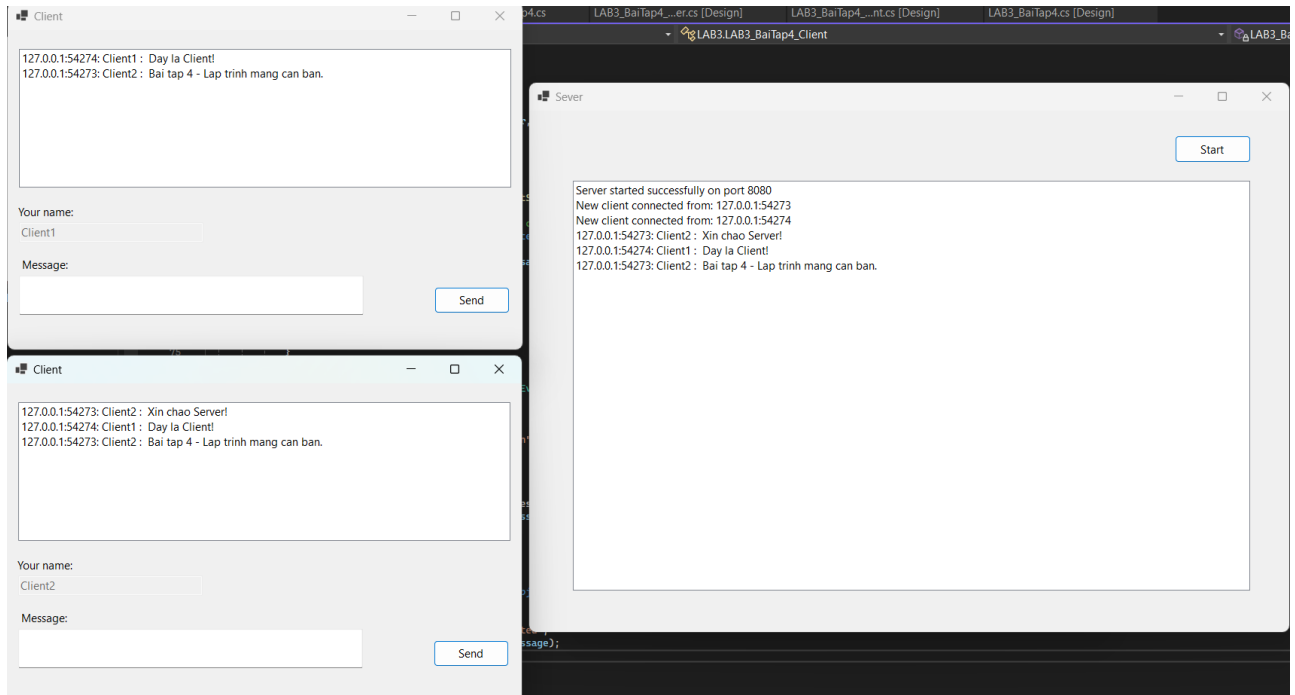 Client
127.0.0.1:54274: Client1 : Day la Client!
127.0.0.1:54273: Client2 : Bai tap 4 - Lap trinh mang can ban.
Your name:
Client1
Message:
Send
Client
127.0.0.1:54273: Client2 : Xin chao Server!
127.0.0.1:54274: Client1 : Day la Client!
127.0.0.1:54273: Client2 : Bai tap 4 - Lap trinh mang can ban.
Your name:
Client2
Message:
Send
p4.cs LAB3_BaiTap4_...er.cs [Design] LAB3_BaiTap4_...nt.cs [Design] LAB3_BaiTap4.cs [Design]
LAB3.LAB3_BaiTap4_Client LAB3_Ba
Sever
Start
Server started successfully on port 8080
New client connected from: 127.0.0.1:54273
New client connected from: 127.0.0.1:54274
127.0.0.1:54273: Client2 : Xin chao Server!
127.0.0.1:54274: Client1 : Day la Client!
127.0.0.1:54273: Client2 : Bai tap 4 - Lap trinh mang can ban.
ssage);